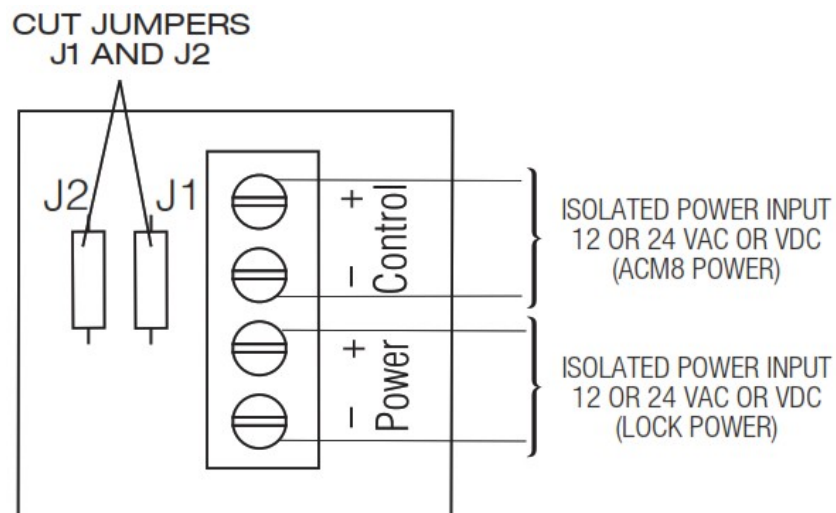 CUT JUMPERS
J1 AND J2
J2
J1
+
Control
−
+
Power
−
ISOLATED POWER INPUT
12 OR 24 VAC OR VDC
(ACM8 POWER)
ISOLATED POWER INPUT
12 OR 24 VAC OR VDC
(LOCK POWER)